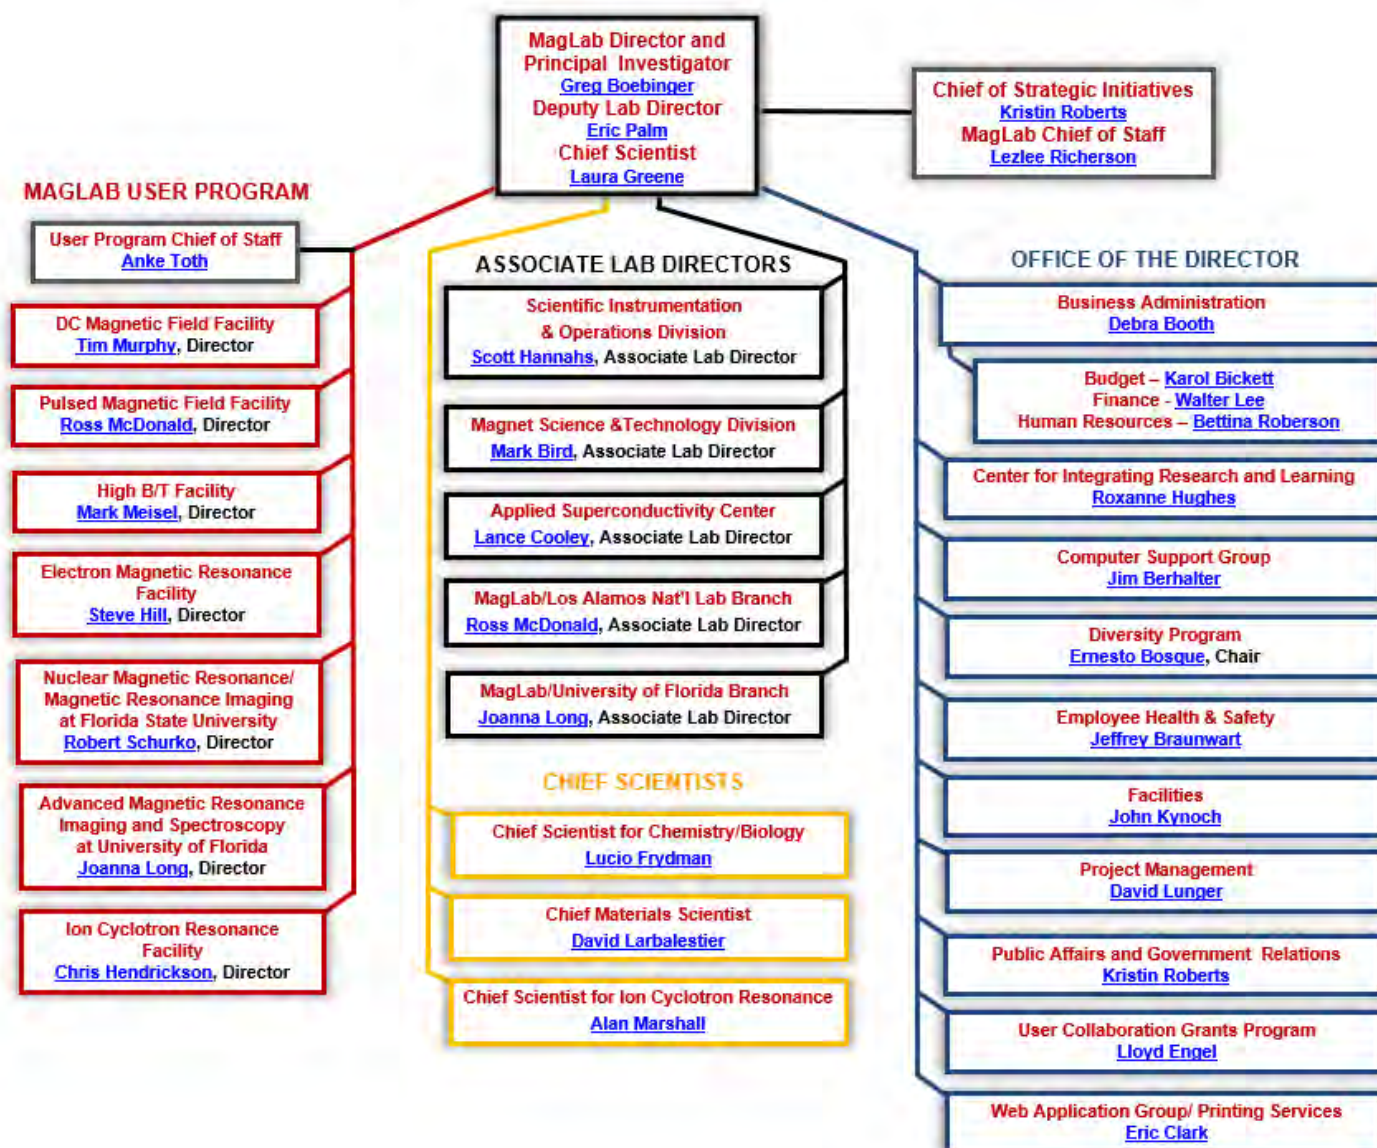 MagLab Director and
Principal Investigator
Greg Boebinger
Deputy Lab Director
Eric Palm
Chief Scientist
Laura Greene
Chief of Strategic Initiatives
Kristin Roberts
MagLab Chief of Staff
Lezlee Richerson
MAGLAB USER PROGRAM
User Program Chief of Staff
Anke Toth
DC Magnetic Field Facility
Tim Murphy, Director
Pulsed Magnetic Field Facility
Ross McDonald, Director
High B/T Facility
Mark Meisel, Director
Electron Magnetic Resonance
Facility
Steve Hill, Director
Nuclear Magnetic Resonance/
Magnetic Resonance Imaging
at Florida State University
Robert Schurko, Director
Advanced Magnetic Resonance
Imaging and Spectroscopy
at University of Florida
Joanna Long, Director
Ion Cyclotron Resonance
Facility
Chris Hendrickson, Director
ASSOCIATE LAB DIRECTORS
Scientific Instrumentation
& Operations Division
Scott Hannahs, Associate Lab Director
Magnet Science &Technology Division
Mark Bird, Associate Lab Director
Applied Superconductivity Center
Lance Cooley, Associate Lab Director
MagLab/Los Alamos Nat'l Lab Branch
Ross McDonald, Associate Lab Director
MagLab/University of Florida Branch
Joanna Long, Associate Lab Director
CHIEF SCIENTISTS
Chief Scientist for Chemistry/Biology
Lucio Frydman
Chief Materials Scientist
David Larbalestier
Chief Scientist for Ion Cyclotron Resonance
Alan Marshall
OFFICE OF THE DIRECTOR
Business Administration
Debra Booth
Budget – Karol Bickett
Finance - Walter Lee
Human Resources – Bettina Roberson
Center for Integrating Research and Learning
Roxanne Hughes
Computer Support Group
Jim Berhalter
Diversity Program
Ernesto Bosque, Chair
Employee Health & Safety
Jeffrey Braunwart
Facilities
John Kynoch
Project Management
David Lunger
Public Affairs and Government Relations
Kristin Roberts
User Collaboration Grants Program
Lloyd Engel
Web Application Group/ Printing Services
Eric Clark